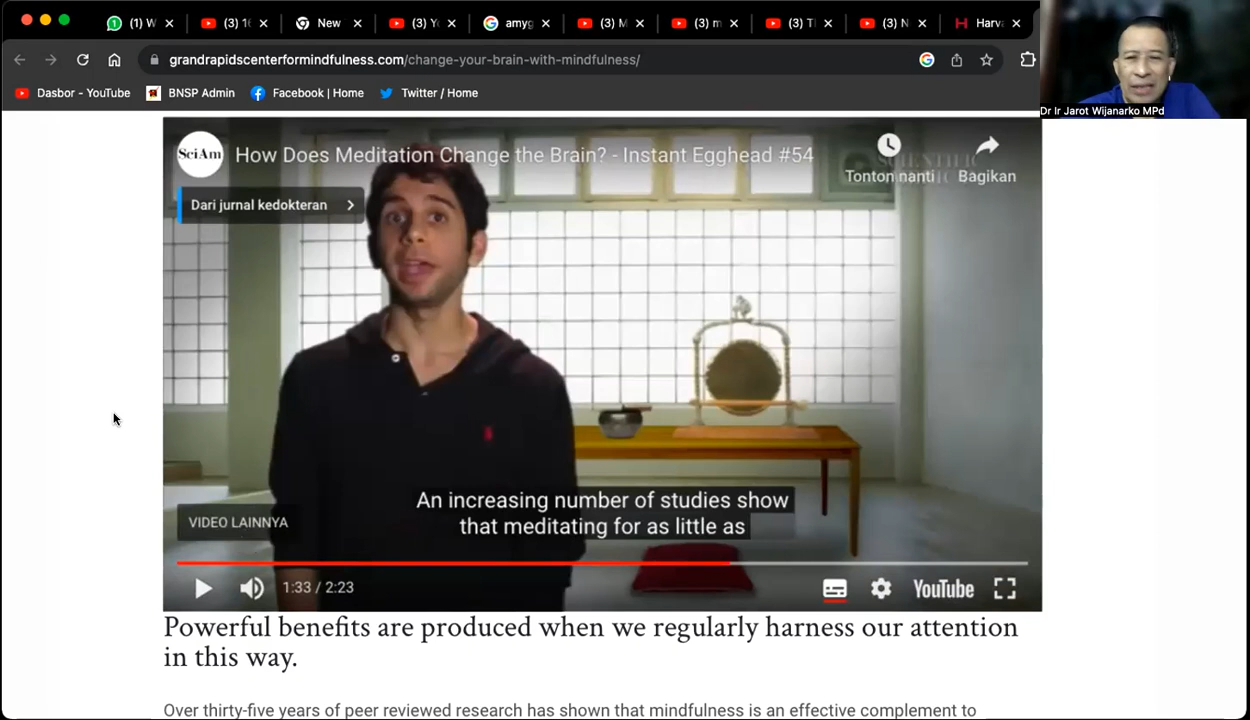 (1) W
(3) 1
New
(3) Y
amyg
(3) M
(3) m
(3) T
(3) N
Harv
grandrapidscenterformindfulness.com/change-your-brain-with-mindfulness/
Dasbor - YouTube
BNSP Admin
Facebook | Home
Twitter / Home
Dr Ir Jarot Wijanarko MPd
SciAm
How Does Meditation Change the Brain? - Instant Egghead #54
Tonton nanti
Bagikan
Dari jurnal kedokteran
An increasing number of studies show
that meditating for as little as
VIDEO LAINNYA
1:33 / 2:23
YouTube
Powerful benefits are produced when we regularly harness our attention
in this way.
Over thirty-five years of peer reviewed research has shown that mindfulness is an effective complement to